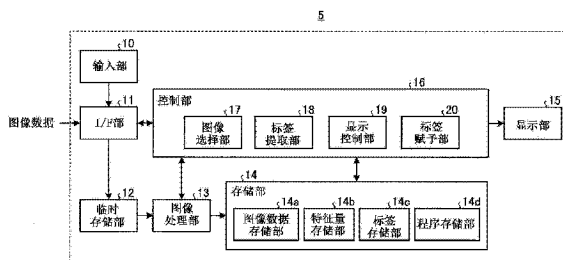 5
10
输入部
11
I/F部
图像数据
16
控制部
17
图像
选择部
18
标签
提取部
19
显示
控制部
20
标签
赋予部
15
显示部
12
临时
存储部
13
图像
处理部
14
存储部
14a
图像数据
存储部
14b
特征量
存储部
14c
标签
存储部
14d
程序存储部